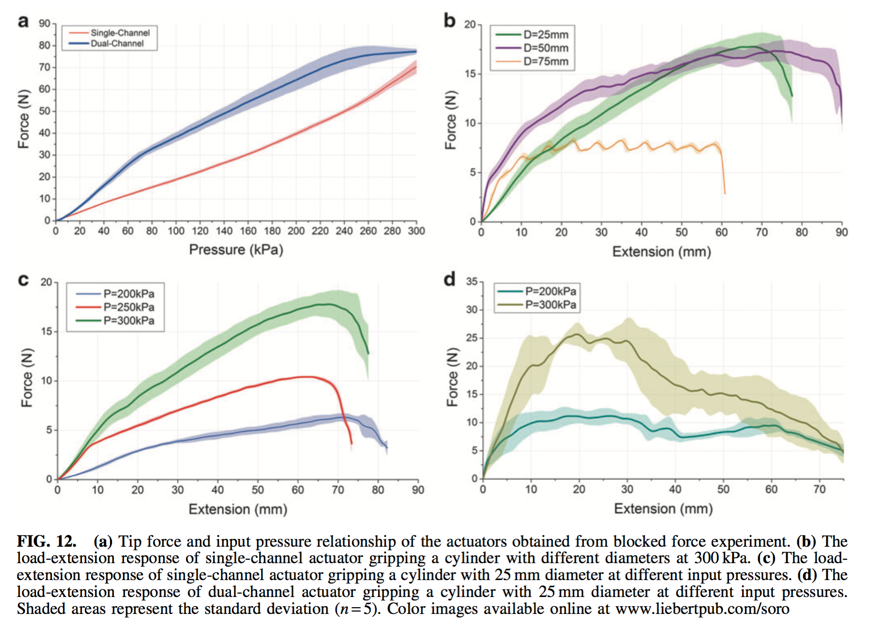 a
Force (N)
90
80
70
60
50
40
30
20
10
0
Single-Channel
Dual-Channel
0 20 40 60 80 100 120 140 160 180 200 220 240 260 280 300
Pressure (kPa)
b
Force (N)
20
15
10
5
0
D=25mm
D=50mm
D=75mm
0 10 20 30 40 50 60 70 80 90
Extension (mm)
c
Force (N)
20
15
10
5
0
P=200kPa
P=250kPa
P=300kPa
0 10 20 30 40 50 60 70 80 90
Extension (mm)
d
Force (N)
35
30
25
20
15
10
5
0
P=200kPa
P=300kPa
0 10 20 30 40 50 60 70
Extension (mm)
FIG. 12. (a) Tip force and input pressure relationship of the actuators obtained from blocked force experiment. (b) The
load-extension response of single-channel actuator gripping a cylinder with different diameters at 300 kPa. (c) The load-
extension response of single-channel actuator gripping a cylinder with 25 mm diameter at different input pressures. (d) The
load-extension response of dual-channel actuator gripping a cylinder with 25 mm diameter at different input pressures.
Shaded areas represent the standard deviation (n = 5). Color images available online at www.liebertpub.com/soro